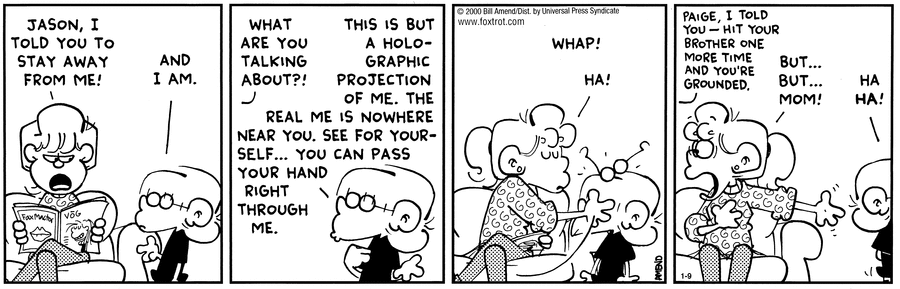 JASON, I
TOLD YOU TO
STAY AWAY
FROM ME!
AND
I AM.
FOXMACHX
VÖG
WHAT
ARE YOU
TALKING
ABOUT?!
THIS IS BUT
A HOLO-
GRAPHIC
PROJECTION
OF ME. THE
REAL ME IS NOWHERE
NEAR YOU. SEE FOR YOUR-
SELF... YOU CAN PASS
YOUR HAND
RIGHT
THROUGH
ME.
© 2000 Bill Amend/Dist. by Universal Press Syndicate
www.foxtrot.com
WHAP!
HA!
AMEND
PAIGE, I TOLD
YOU — HIT YOUR
BROTHER ONE
MORE TIME
AND YOU'RE
GROUNDED.
BUT...
BUT...
MOM!
HA
HA!
1-9